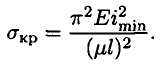 σкр = π²Ei²min / (μl)².